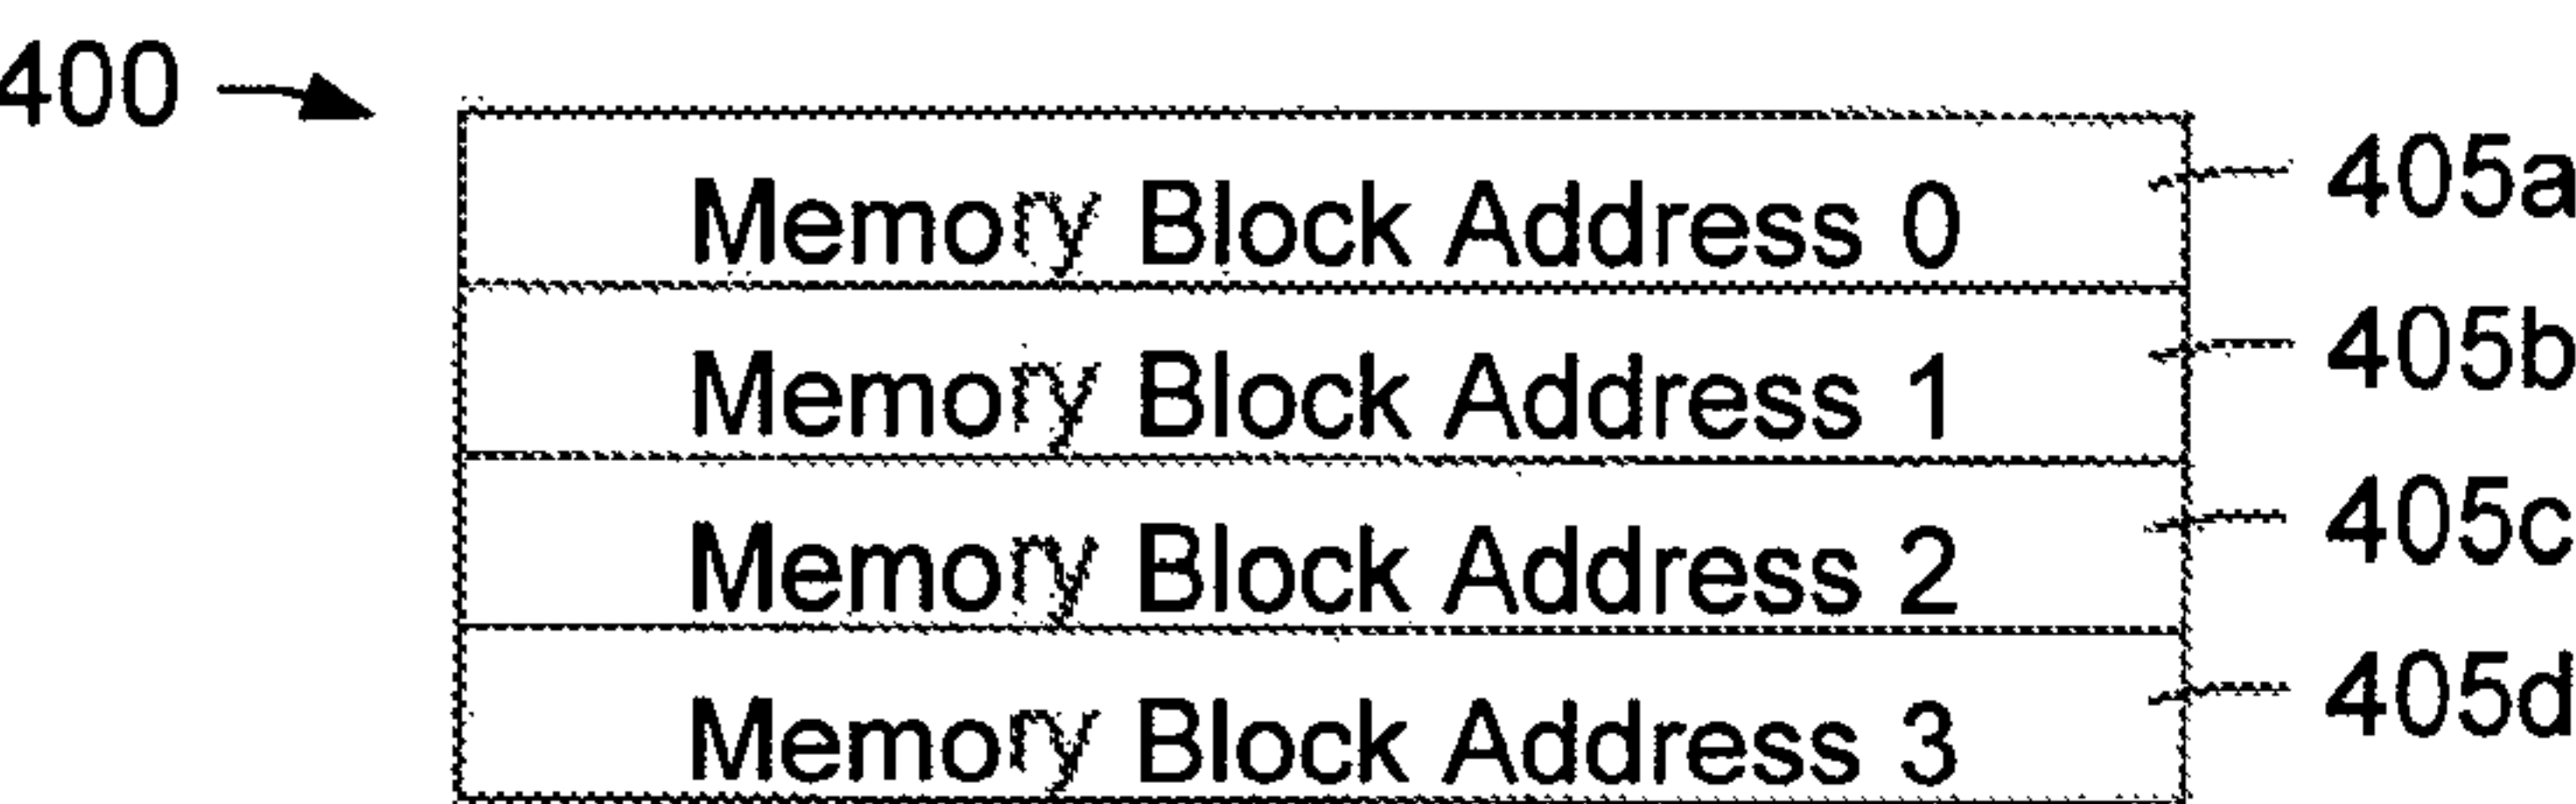 400
Memory Block Address 0 405a
Memory Block Address 1 405b
Memory Block Address 2 405c
Memory Block Address 3 405d